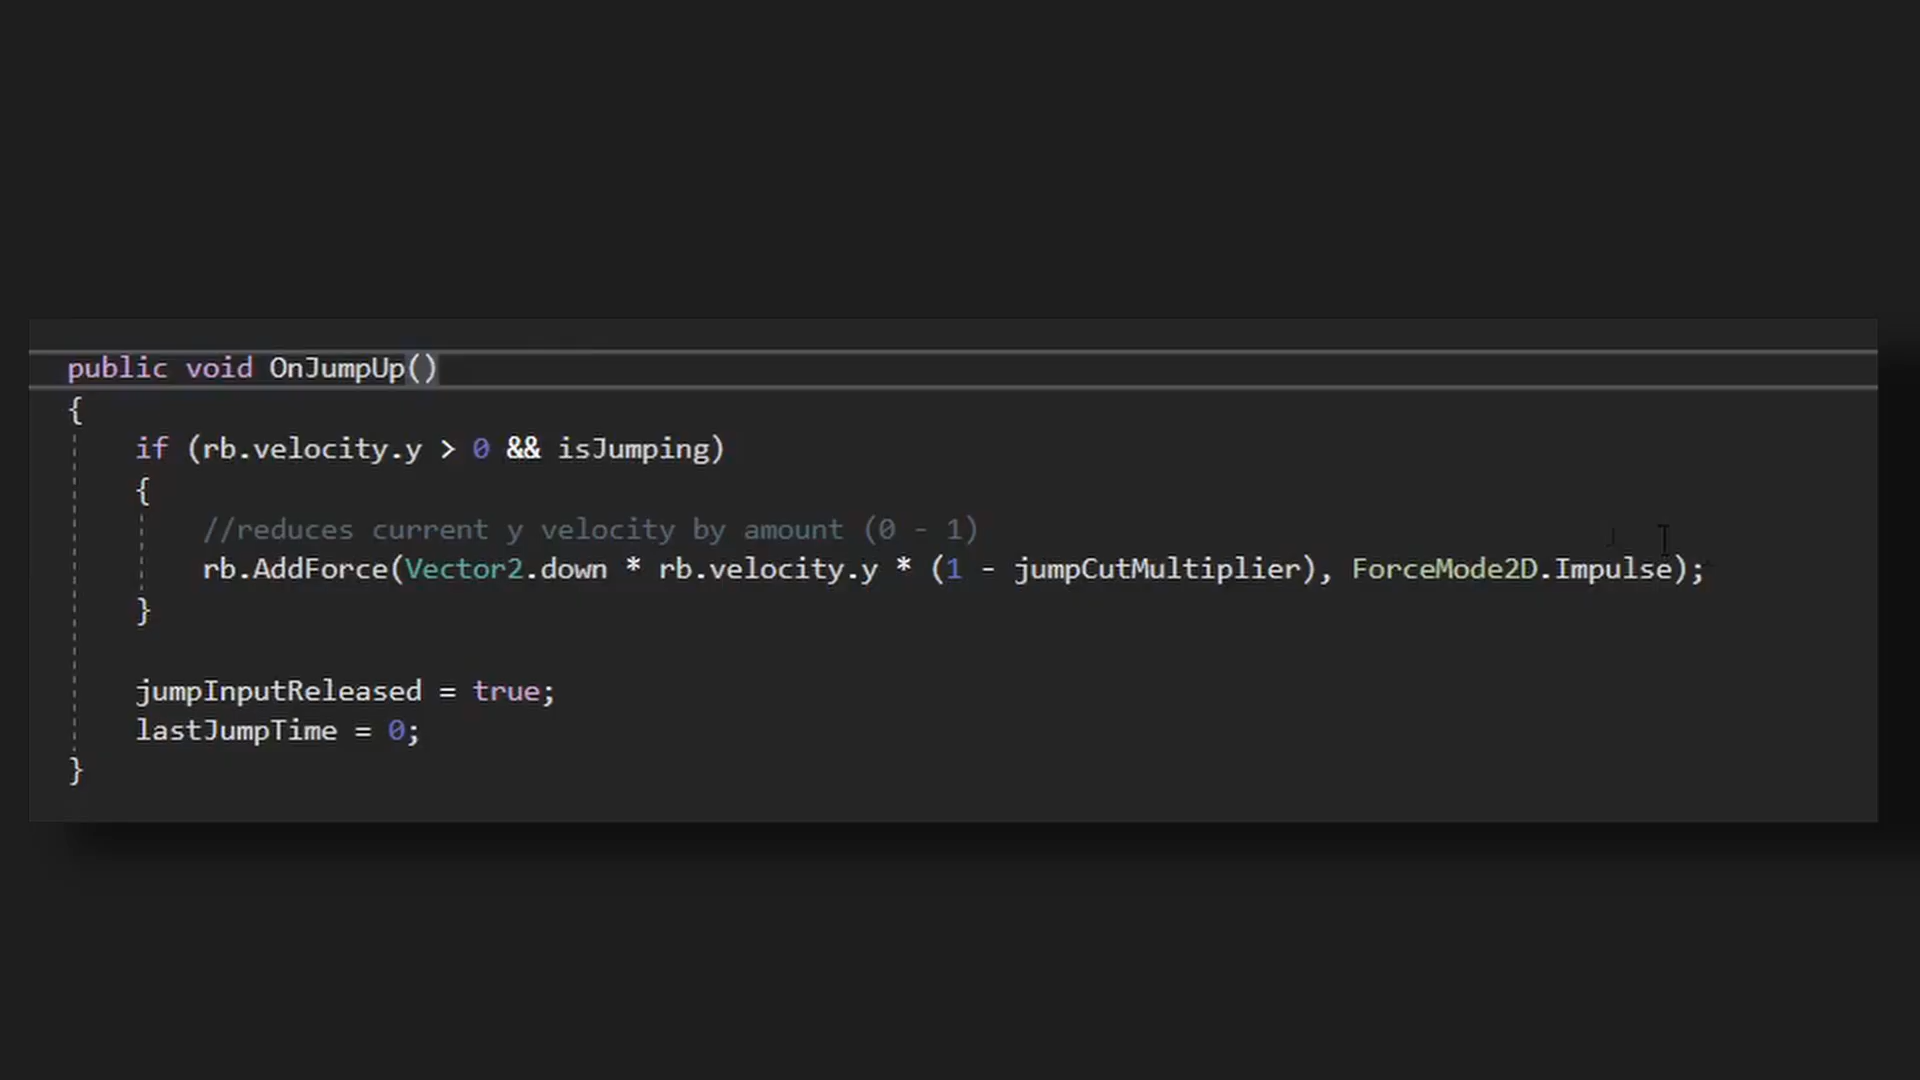 public void OnJumpUp()
{
if (rb.velocity.y > 0 && isJumping)
{
//reduces current y velocity by amount (0 - 1)
rb.AddForce(Vector2.down * rb.velocity.y * (1 - jumpCutMultiplier), ForceMode2D.Impulse);
}
jumpInputReleased = true;
lastJumpTime = 0;
}